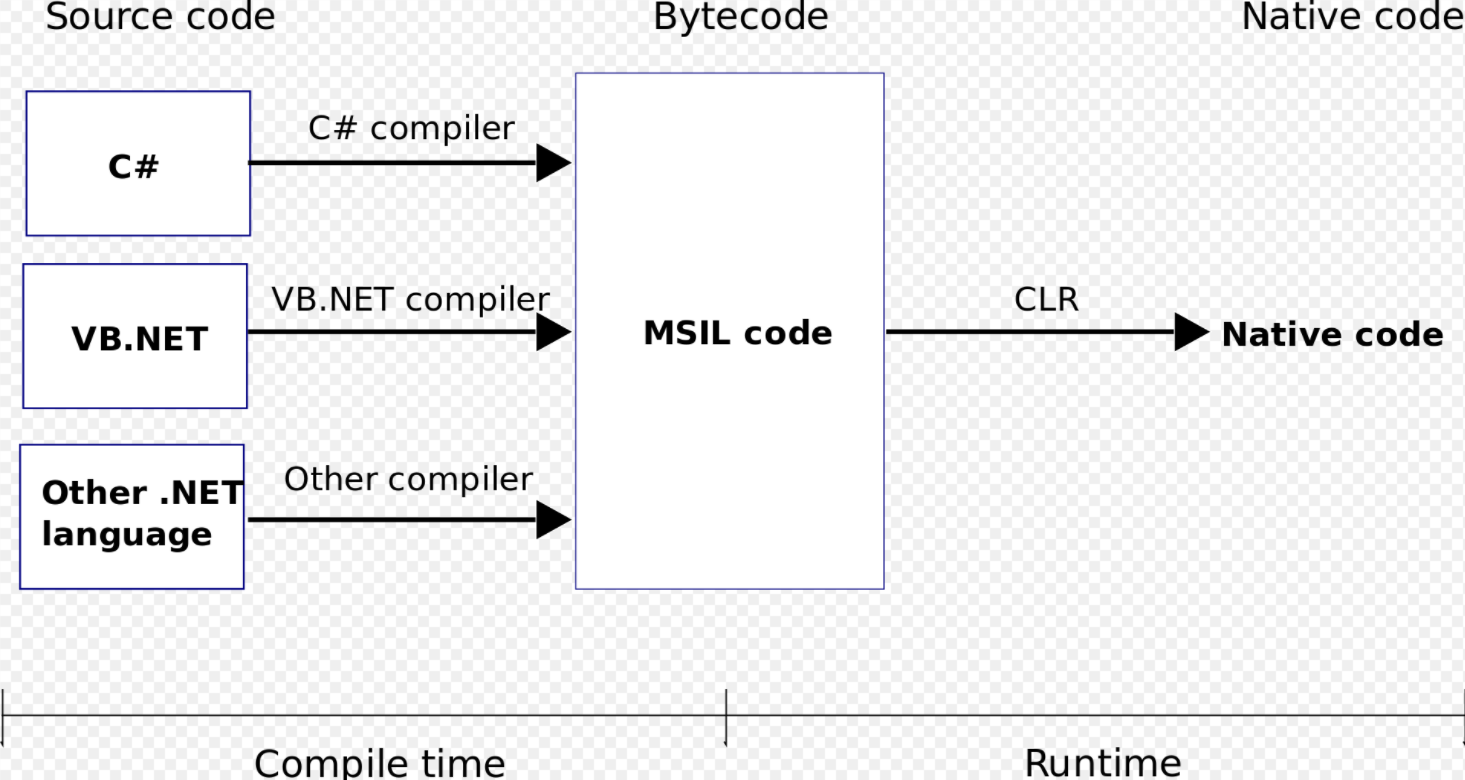 Source code
Bytecode
Native code
C# compiler
C#
VB.NET compiler
VB.NET
MSIL code
CLR
Native code
Other compiler
Other .NET
language
Compile time
Runtime